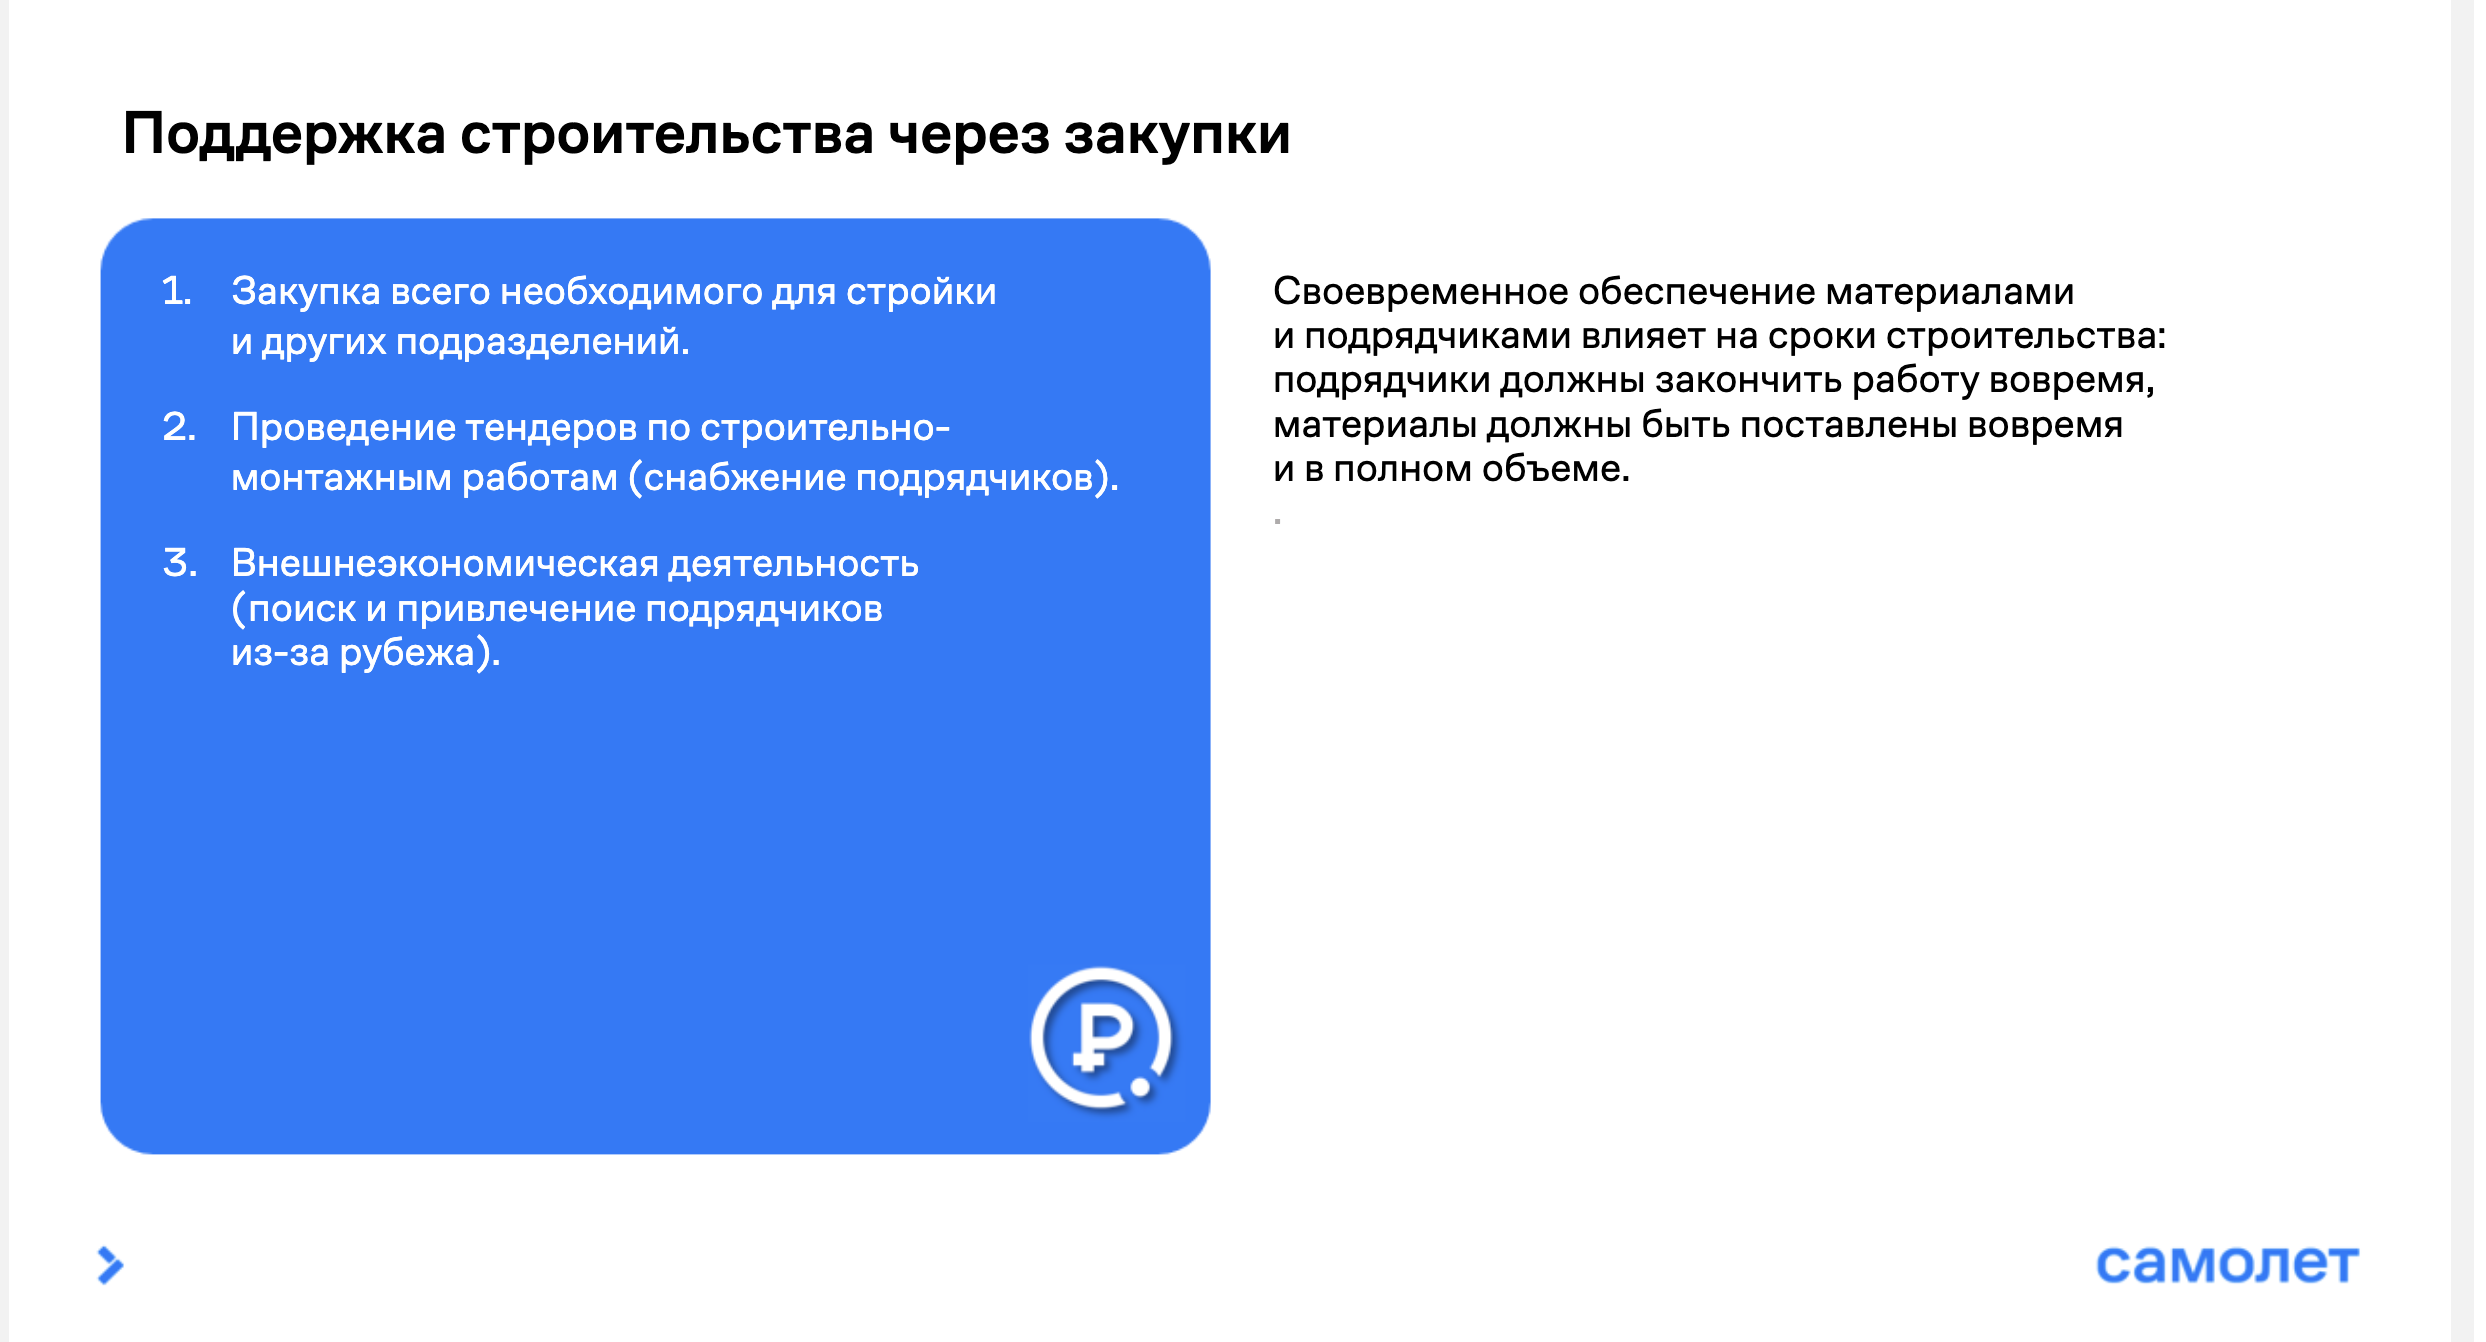 Поддержка строительства через закупки
1. Закупка всего необходимого для стройки
и других подразделений.
2. Проведение тендеров по строительно-
монтажным работам (снабжение подрядчиков).
3. Внешнеэкономическая деятельность
(поиск и привлечение подрядчиков
из-за рубежа).
Своевременное обеспечение материалами
и подрядчиками влияет на сроки строительства:
подрядчики должны закончить работу вовремя,
материалы должны быть поставлены вовремя
и в полном объеме.
.
₽
самолет